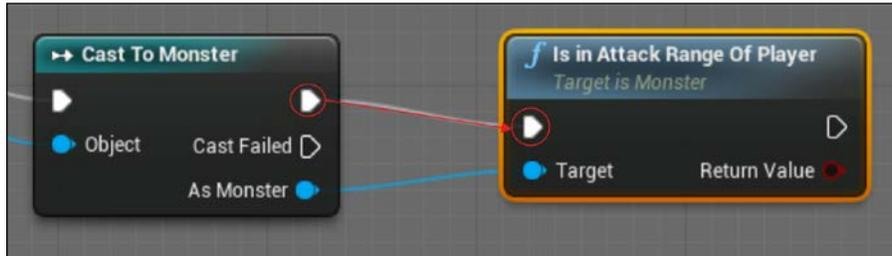 Cast To Monster
Object
Cast Failed
As Monster
f Is in Attack Range Of Player
Target is Monster
Target
Return Value